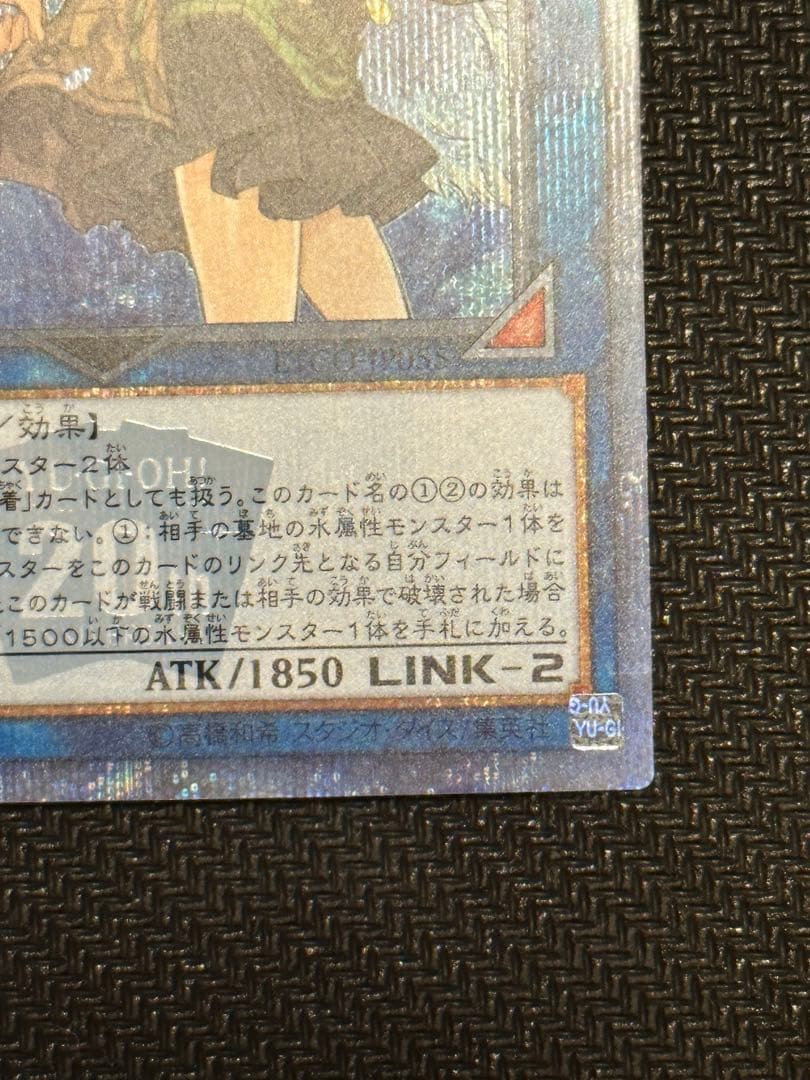 ／効果】
スター２体
YU-GI-OH!
着」カードとしても扱う。このカード名の①②の効果は
できない。①：相手の墓地の水属性モンスター１体を
スターをこのカードのリンク先となる自分フィールドに
このカードが戦闘または相手の効果で破壊された場合
１５００以下の水属性モンスター１体を手札に加える。
20th
ATK/1850 LINK-2
©高橋和希 スタジオ・ダイス/集英社
YU-GI